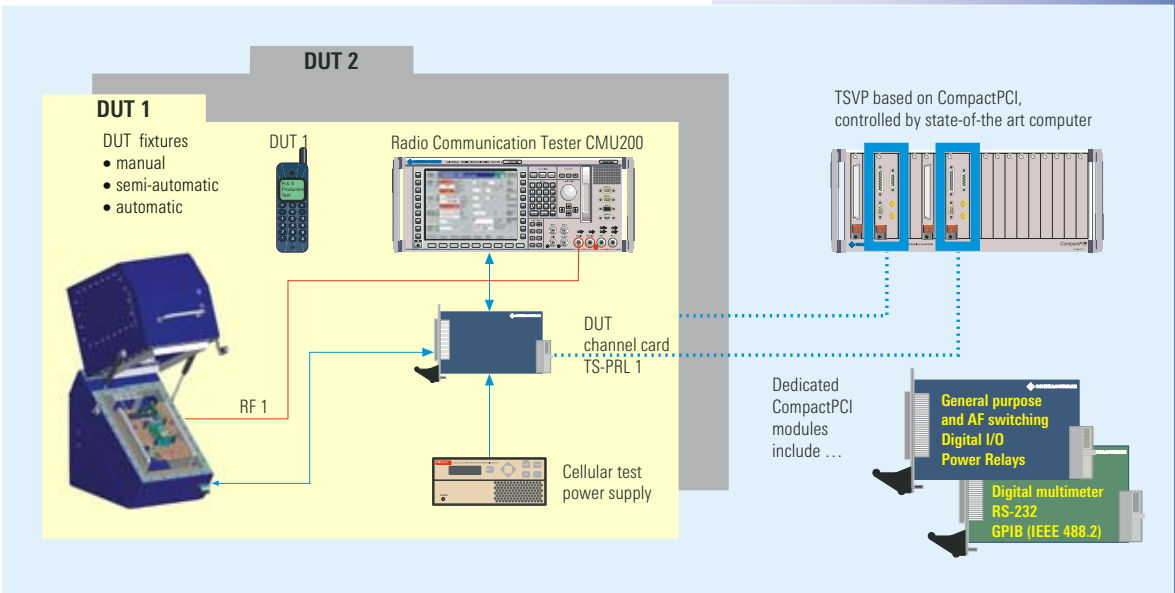 DUT 2
DUT 1
DUT fixtures
• manual
• semi-automatic
• automatic
DUT 1
R & S
Production
Test
Radio Communication Tester CMU200
TSVP based on CompactPCI,
controlled by state-of-the art computer
CompactPCI
DUT
channel card
TS-PRL 1
RF 1
Cellular test
power supply
Dedicated
CompactPCI
modules
include …
General purpose
and AF switching
Digital I/O
Power Relays
Digital multimeter
RS-232
GPIB (IEEE 488.2)